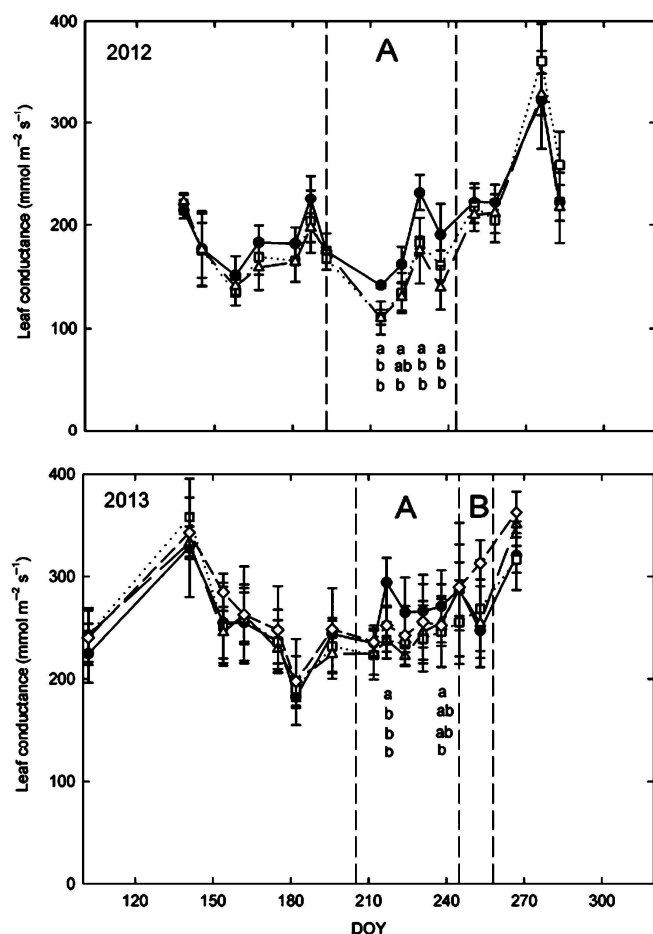 400
2012
A
300
200
100
0
Leaf conductance (mmol m⁻² s⁻¹)
a a a a
b ab b b
b b b b
400
2013
A B
300
200
100
0
Leaf conductance (mmol m⁻² s⁻¹)
a a
b ab
b ab
b b
120 150 180 210 240 270 300
DOY